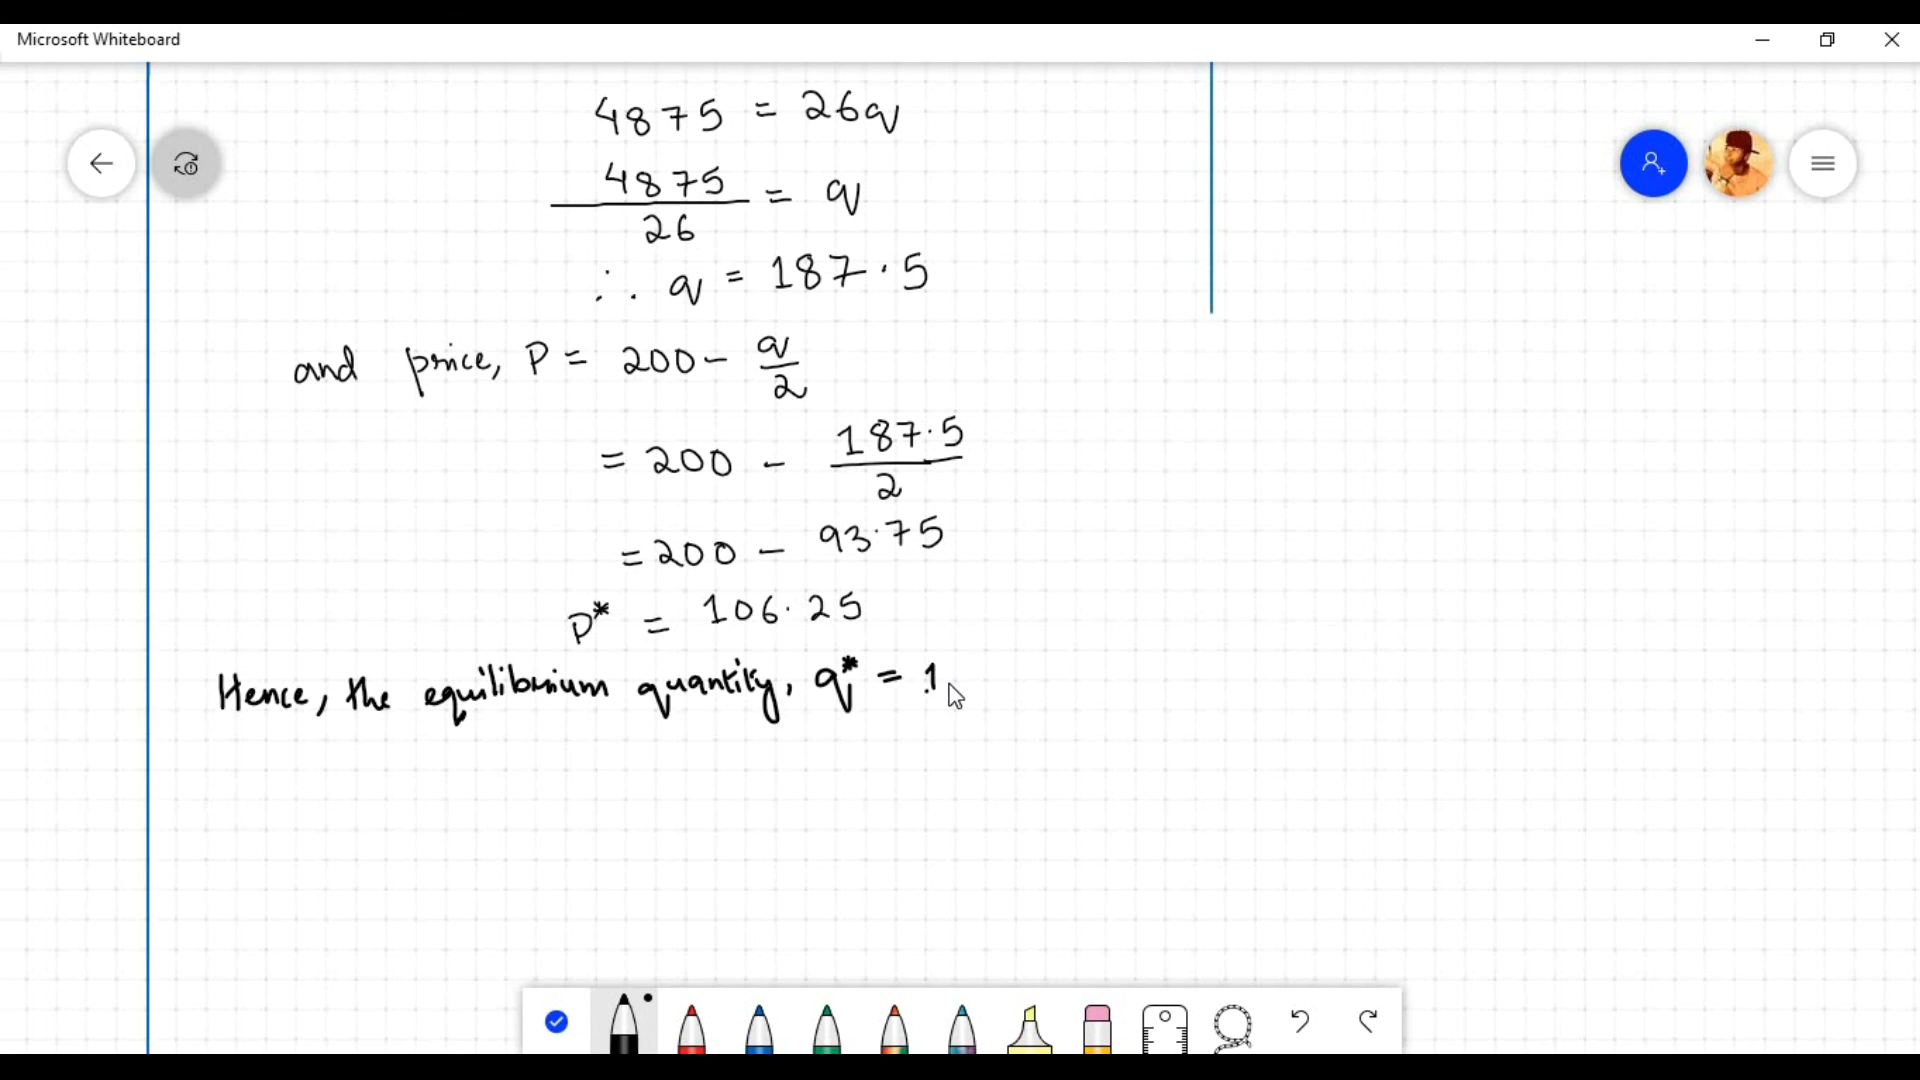 Microsoft Whiteboard
4875 = 26q
4875/26 = q
∴ q = 187.5
and price, P = 200 - q/2
= 200 - 187.5/2
= 200 - 93.75
P* = 106.25
Hence, the equilibrium quantity, q* = 1